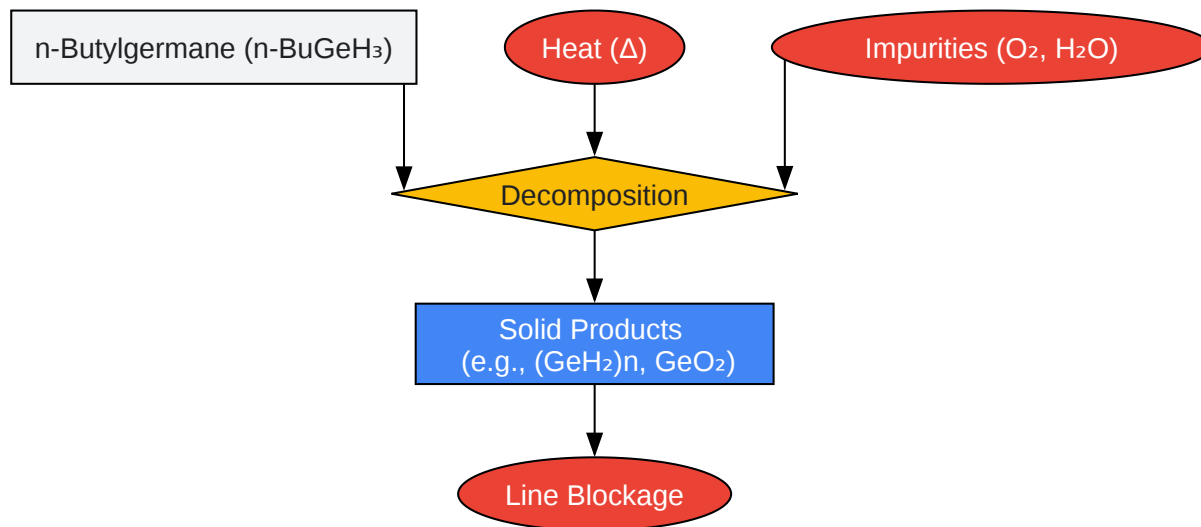 n-Butylgermane (n-BuGeH₃)
Heat (Δ)
Impurities (O₂, H₂O)
Decomposition
Solid Products
(e.g., (GeH₂)n, GeO₂)
Line Blockage